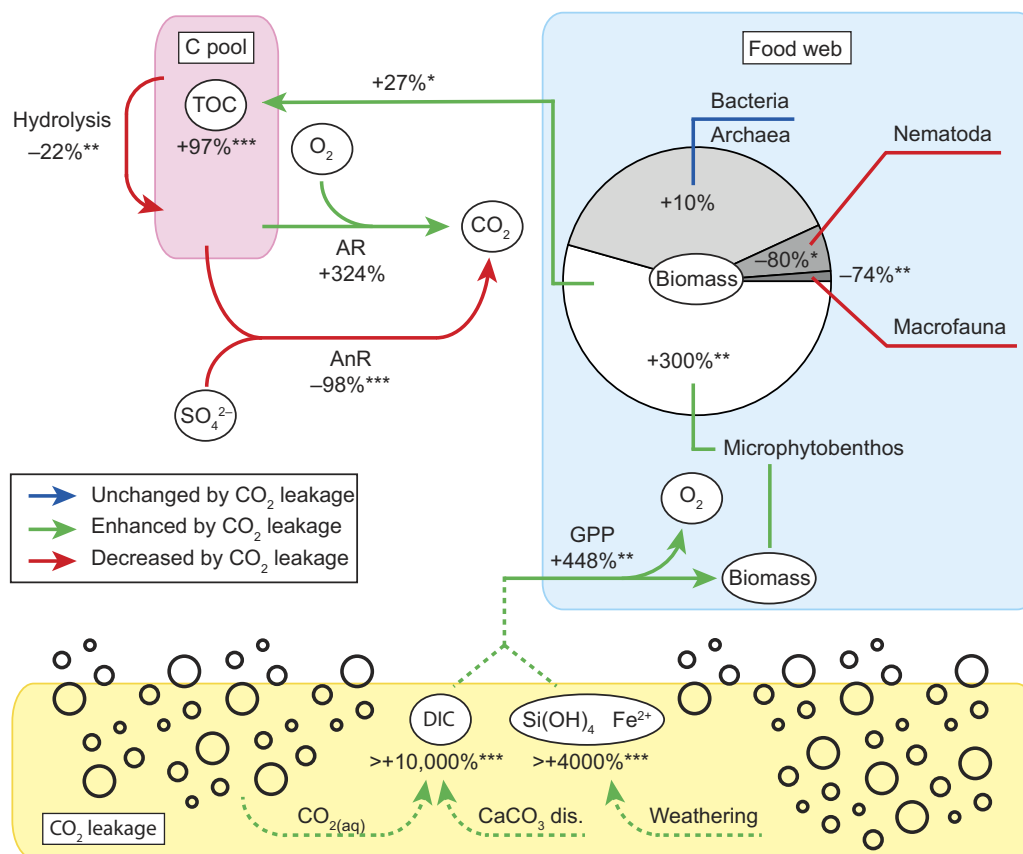 C pool
Food web
+27%*
Bacteria
Archaea
Nematoda
TOC
+97%***
Hydrolysis
–22%**
O₂
CO₂
AR
+324%
+10%
–80%*
–74%**
Biomass
Macrofauna
AnR
–98%***
+300%**
SO₄²⁻
Microphytobenthos
Unchanged by CO₂ leakage
Enhanced by CO₂ leakage
Decreased by CO₂ leakage
O₂
GPP
+448%**
Biomass
DIC
Si(OH)₄ Fe²⁺
>+10,000%***
>+4000%***
CO₂ leakage
CO₂(aq)
CaCO₃ dis.
Weathering